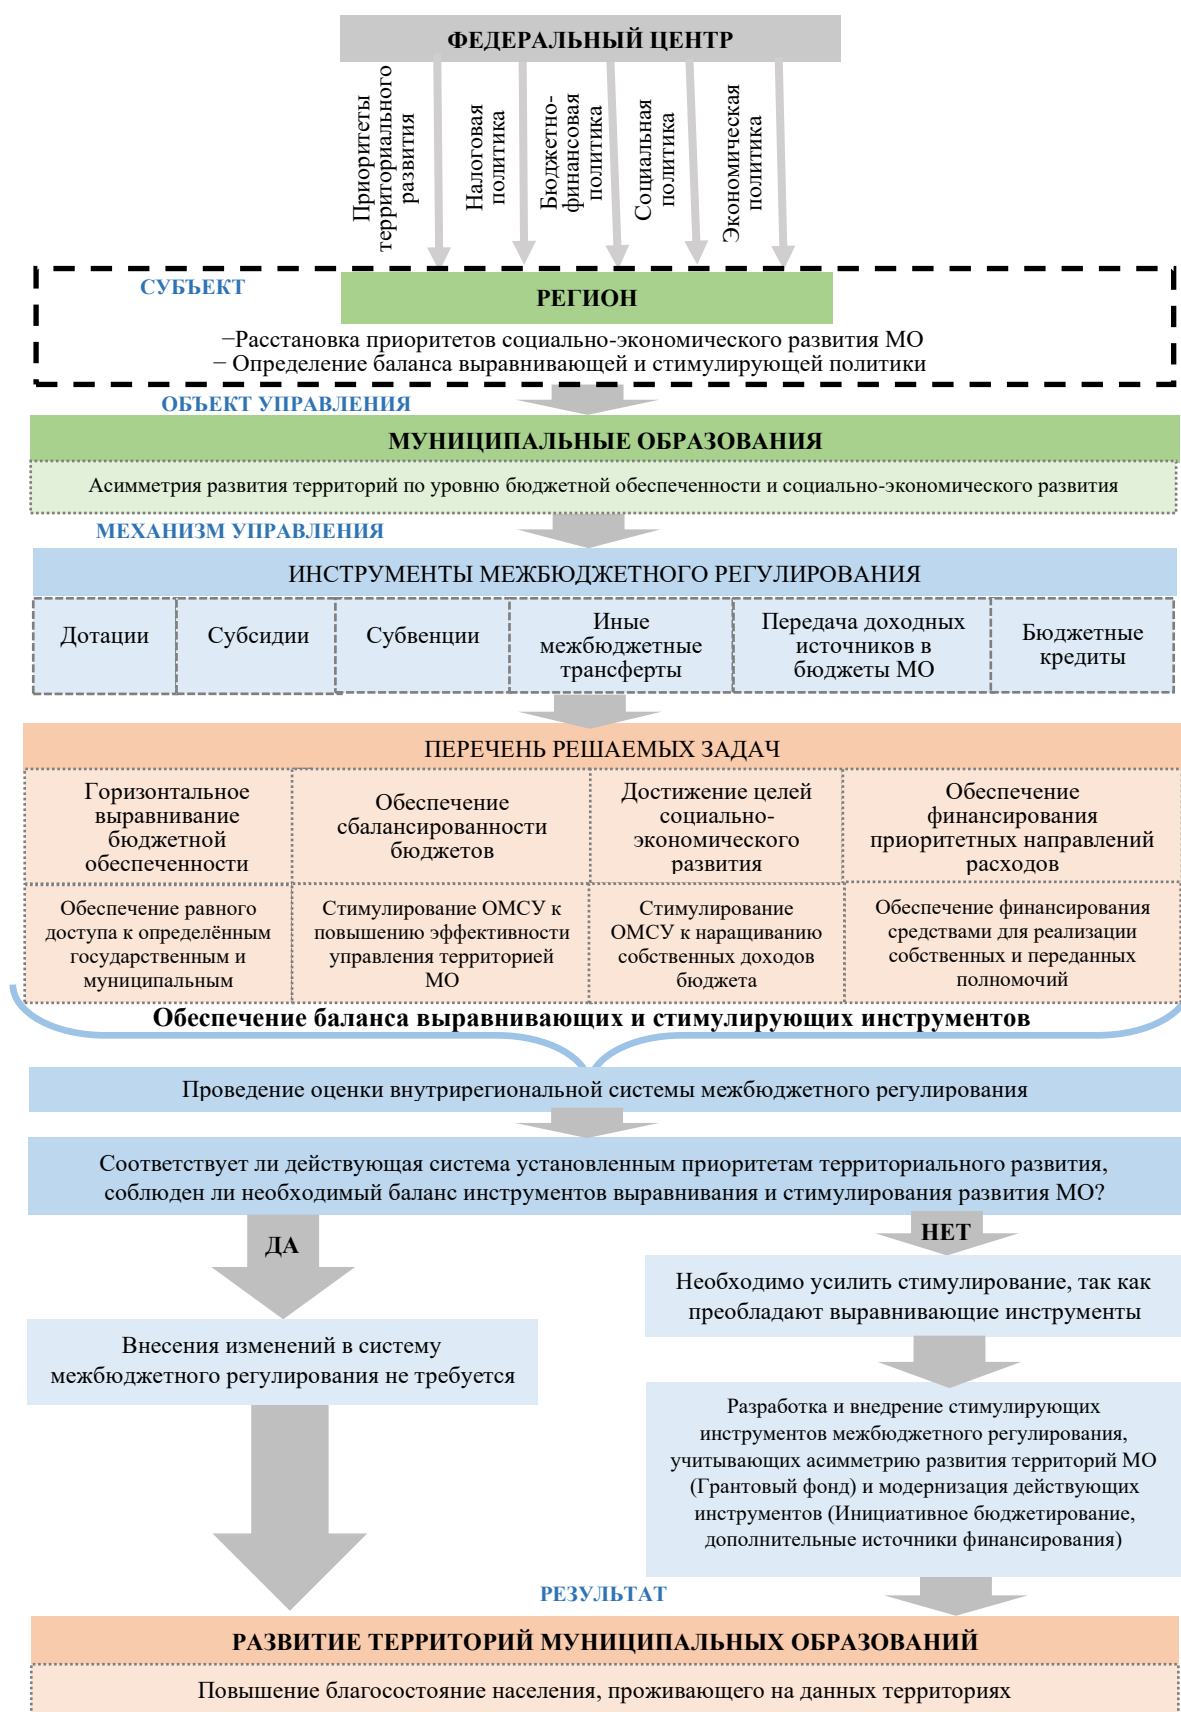 ФЕДЕРАЛЬНЫЙ ЦЕНТР
Приоритеты
территориального
развития
Налоговая
политика
Бюджетно-
финансовая
политика
Социальная
политика
Экономическая
политика
СУБЪЕКТ
РЕГИОН
−Расстановка приоритетов социально-экономического развития МО
− Определение баланса выравнивающей и стимулирующей политики
ОБЪЕКТ УПРАВЛЕНИЯ
МУНИЦИПАЛЬНЫЕ ОБРАЗОВАНИЯ
Асимметрия развития территорий по уровню бюджетной обеспеченности и социально-экономического развития
МЕХАНИЗМ УПРАВЛЕНИЯ
ИНСТРУМЕНТЫ МЕЖБЮДЖЕТНОГО РЕГУЛИРОВАНИЯ
Дотации
Субсидии
Субвенции
Иные
межбюджетные
трансферты
Передача доходных
источников в
бюджеты МО
Бюджетные
кредиты
ПЕРЕЧЕНЬ РЕШАЕМЫХ ЗАДАЧ
Горизонтальное
выравнивание
бюджетной
обеспеченности
Обеспечение
сбалансированности
бюджетов
Достижение целей
социально-
экономического
развития
Обеспечение
финансирования
приоритетных направлений
расходов
Обеспечение равного
доступа к определённым
государственным и
муниципальным
Стимулирование ОМСУ к
повышению эффективности
управления территорией
МО
Стимулирование
ОМСУ к наращиванию
собственных доходов
бюджета
Обеспечение финансирования
средствами для реализации
собственных и переданных
полномочий
Обеспечение баланса выравнивающих и стимулирующих инструментов
Проведение оценки внутрирегиональной системы межбюджетного регулирования
Соответствует ли действующая система установленным приоритетам территориального развития,
соблюден ли необходимый баланс инструментов выравнивания и стимулирования развития МО?
ДА
НЕТ
Внесения изменений в систему
межбюджетного регулирования не требуется
Необходимо усилить стимулирование, так как
преобладают выравнивающие инструменты
Разработка и внедрение стимулирующих
инструментов межбюджетного регулирования,
учитывающих асимметрию развития территорий МО
(Грантовый фонд) и модернизация действующих
инструментов (Инициативное бюджетирование,
дополнительные источники финансирования)
РЕЗУЛЬТАТ
РАЗВИТИЕ ТЕРРИТОРИЙ МУНИЦИПАЛЬНЫХ ОБРАЗОВАНИЙ
Повышение благосостояние населения, проживающего на данных территориях